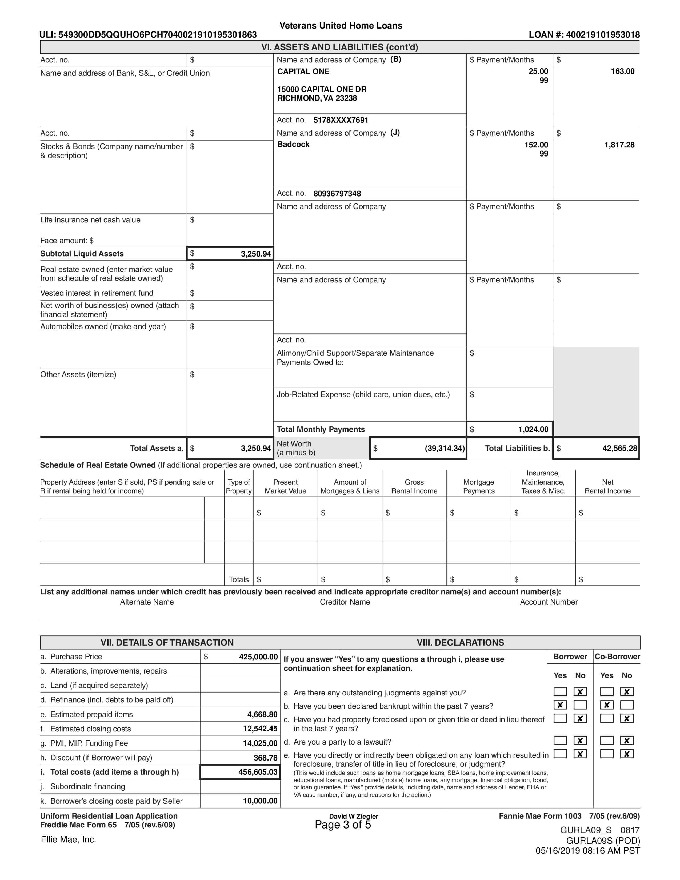 Veterans United Home Loans
ULI: 549300DD5QQUHO6PCH7040021910195301863 LOAN #: 400219101953018
VI. ASSETS AND LIABILITIES (cont'd)
Acct. no. $ Name and address of Company (B) $ Payment/Months $
Name and address of Bank, S&L, or Credit Union CAPITAL ONE 25.00 163.00
99
15000 CAPITAL ONE DR
RICHMOND, VA 23238
Acct. no. 5178XXXX7691
Acct. no. $ Name and address of Company (J) $ Payment/Months $
Stocks & Bonds (Company name/number & description) $ Badcock 152.00 1,817.28
99
Acct. no. 80936797348
Name and address of Company $ Payment/Months $
Life insurance net cash value $
Face amount: $
Subtotal Liquid Assets $ 3,250.94
Real estate owned (enter market value from schedule of real estate owned) $ Acct. no.
Name and address of Company $ Payment/Months $
Vested interest in retirement fund $
Net worth of business(es) owned (attach financial statement) $
Automobiles owned (make and year) $
Acct. no.
Alimony/Child Support/Separate Maintenance Payments Owed to: $
Other Assets (itemize) $
Job-Related Expense (child care, union dues, etc.) $
Total Monthly Payments $ 1,024.00
Total Assets a. $ 3,250.94 Net Worth (a minus b) $ (39,314.34) Total Liabilities b. $ 42,565.28
Schedule of Real Estate Owned (If additional properties are owned, use continuation sheet.)
Property Address (enter S if sold, PS if pending sale or R if rental being held for income) Type of Property Present Market Value Amount of Mortgages & Liens Gross Rental Income Mortgage Payments Insurance, Maintenance, Taxes & Misc. Net Rental Income
$ $ $ $ $ $
Totals $ $ $ $ $ $
List any additional names under which credit has previously been received and indicate appropriate creditor name(s) and account number(s):
Alternate Name Creditor Name Account Number
VII. DETAILS OF TRANSACTION VIII. DECLARATIONS
a. Purchase Price $ 425,000.00
b. Alterations, improvements, repairs
c. Land (if acquired separately)
d. Refinance (incl. debts to be paid off)
e. Estimated prepaid items 4,668.80
f. Estimated closing costs 12,542.45
g. PMI, MIP, Funding Fee 14,025.00
h. Discount (if Borrower will pay) 368.78
i. Total costs (add items a through h) 456,605.03
j. Subordinate financing
k. Borrower's closing costs paid by Seller 10,000.00
If you answer "Yes" to any questions a through i, please use Borrower Co-Borrower
continuation sheet for explanation. Yes No Yes No
a. Are there any outstanding judgments against you? X X
b. Have you been declared bankrupt within the past 7 years? X X
c. Have you had property foreclosed upon or given title or deed in lieu thereof X X
in the last 7 years?
d. Are you a party to a lawsuit? X X
e. Have you directly or indirectly been obligated on any loan which resulted in X X
foreclosure, transfer of title in lieu of foreclosure, or judgment?
(This would include such loans as home mortgage loans, SBA loans, home improvement loans,
educational loans, manufactured (mobile) home loans, any mortgage, financial obligation, bond,
or loan guarantee. If "Yes" provide details, including date, name and address of Lender, FHA or
VA case number, if any, and reasons for the action.)
Uniform Residential Loan Application David W Ziegler Fannie Mae Form 1003 7/05 (rev.6/09)
Freddie Mac Form 65 7/05 (rev.6/09) Page 3 of 5
GURLA09_S 0817
Ellie Mae, Inc. GURLA09S (POD)
05/16/2019 08:16 AM PST